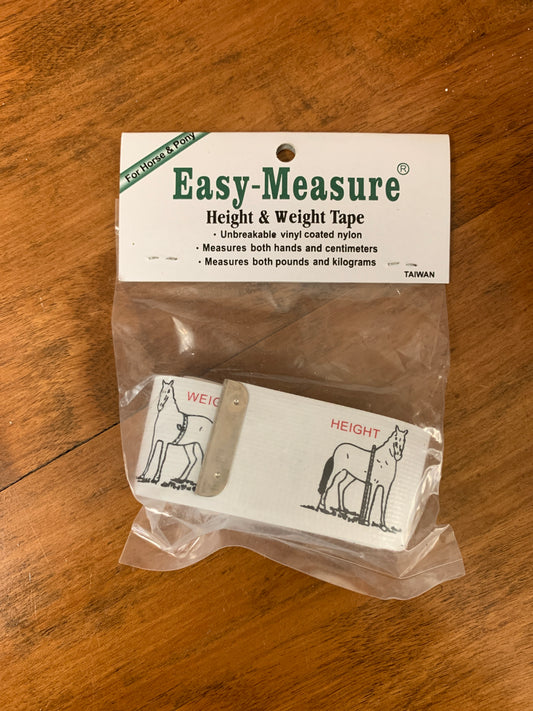 For Horse & Pony
Easy-Measure®
Height & Weight Tape
• Unbreakable vinyl coated nylon
• Measures both hands and centimeters
• Measures both pounds and kilograms
TAIWAN
WEIG
HEIGHT